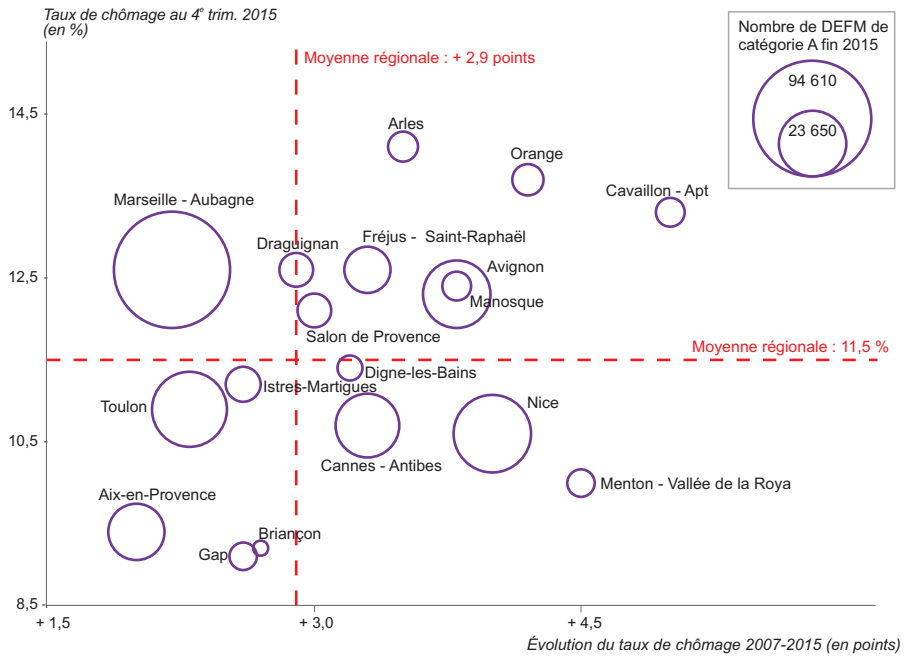 Taux de chômage au 4e trim. 2015
(en %)
Nombre de DEFM de
catégorie A fin 2015
94 610
23 650
Moyenne régionale : + 2,9 points
14,5
Arles
Orange
Cavaillon - Apt
Marseille - Aubagne
Draguignan
Fréjus - Saint-Raphaël
Avignon
12,5
Manosque
Salon de Provence
Moyenne régionale : 11,5 %
Digne-les-Bains
Istres-Martigues
Toulon
Nice
10,5
Cannes - Antibes
Menton - Vallée de la Roya
Aix-en-Provence
Briançon
Gap
8,5
+ 1,5
+ 3,0
+ 4,5
Évolution du taux de chômage 2007-2015 (en points)